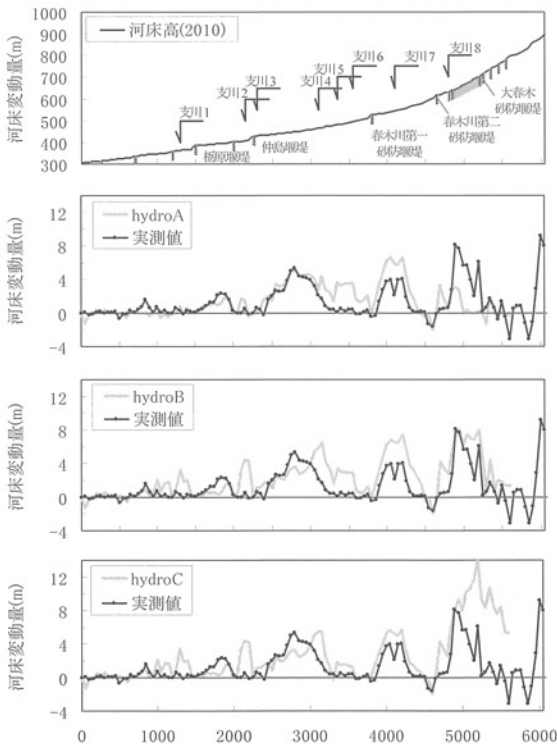 河床変動量(m)
1000
900
800
700
600
500
400
300
河床高(2010)
支川1
支川2
支川3
支川4
支川5
支川6
支川7
支川8
栃原堰堤
仲島堰堤
春木川第一
砂防堰堤
春木川第二
砂防堰堤
大春木
砂防堰堤
河床変動量(m)
12
8
4
0
-4
hydroA
実測値
河床変動量(m)
12
8
4
0
-4
hydroB
実測値
河床変動量(m)
12
8
4
0
-4
hydroC
実測値
0 1000 2000 3000 4000 5000 6000